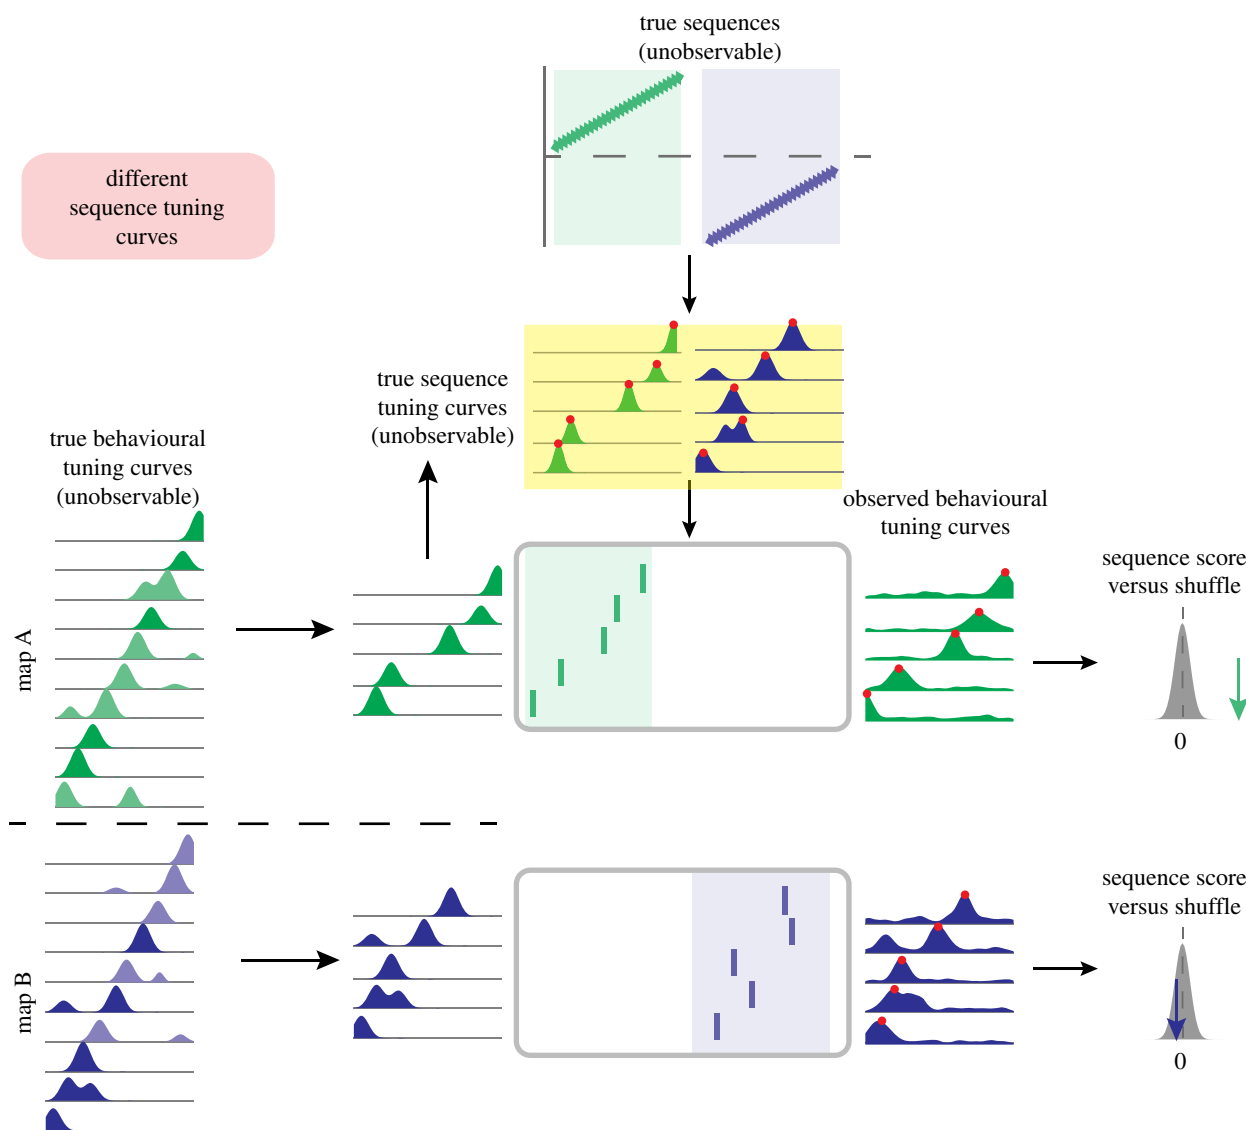 true sequences
(unobservable)
different
sequence tuning
curves
true sequence
tuning curves
(unobservable)
true behavioural
tuning curves
(unobservable)
observed behavioural
tuning curves
sequence score
versus shuffle
map A
0
sequence score
versus shuffle
map B
0